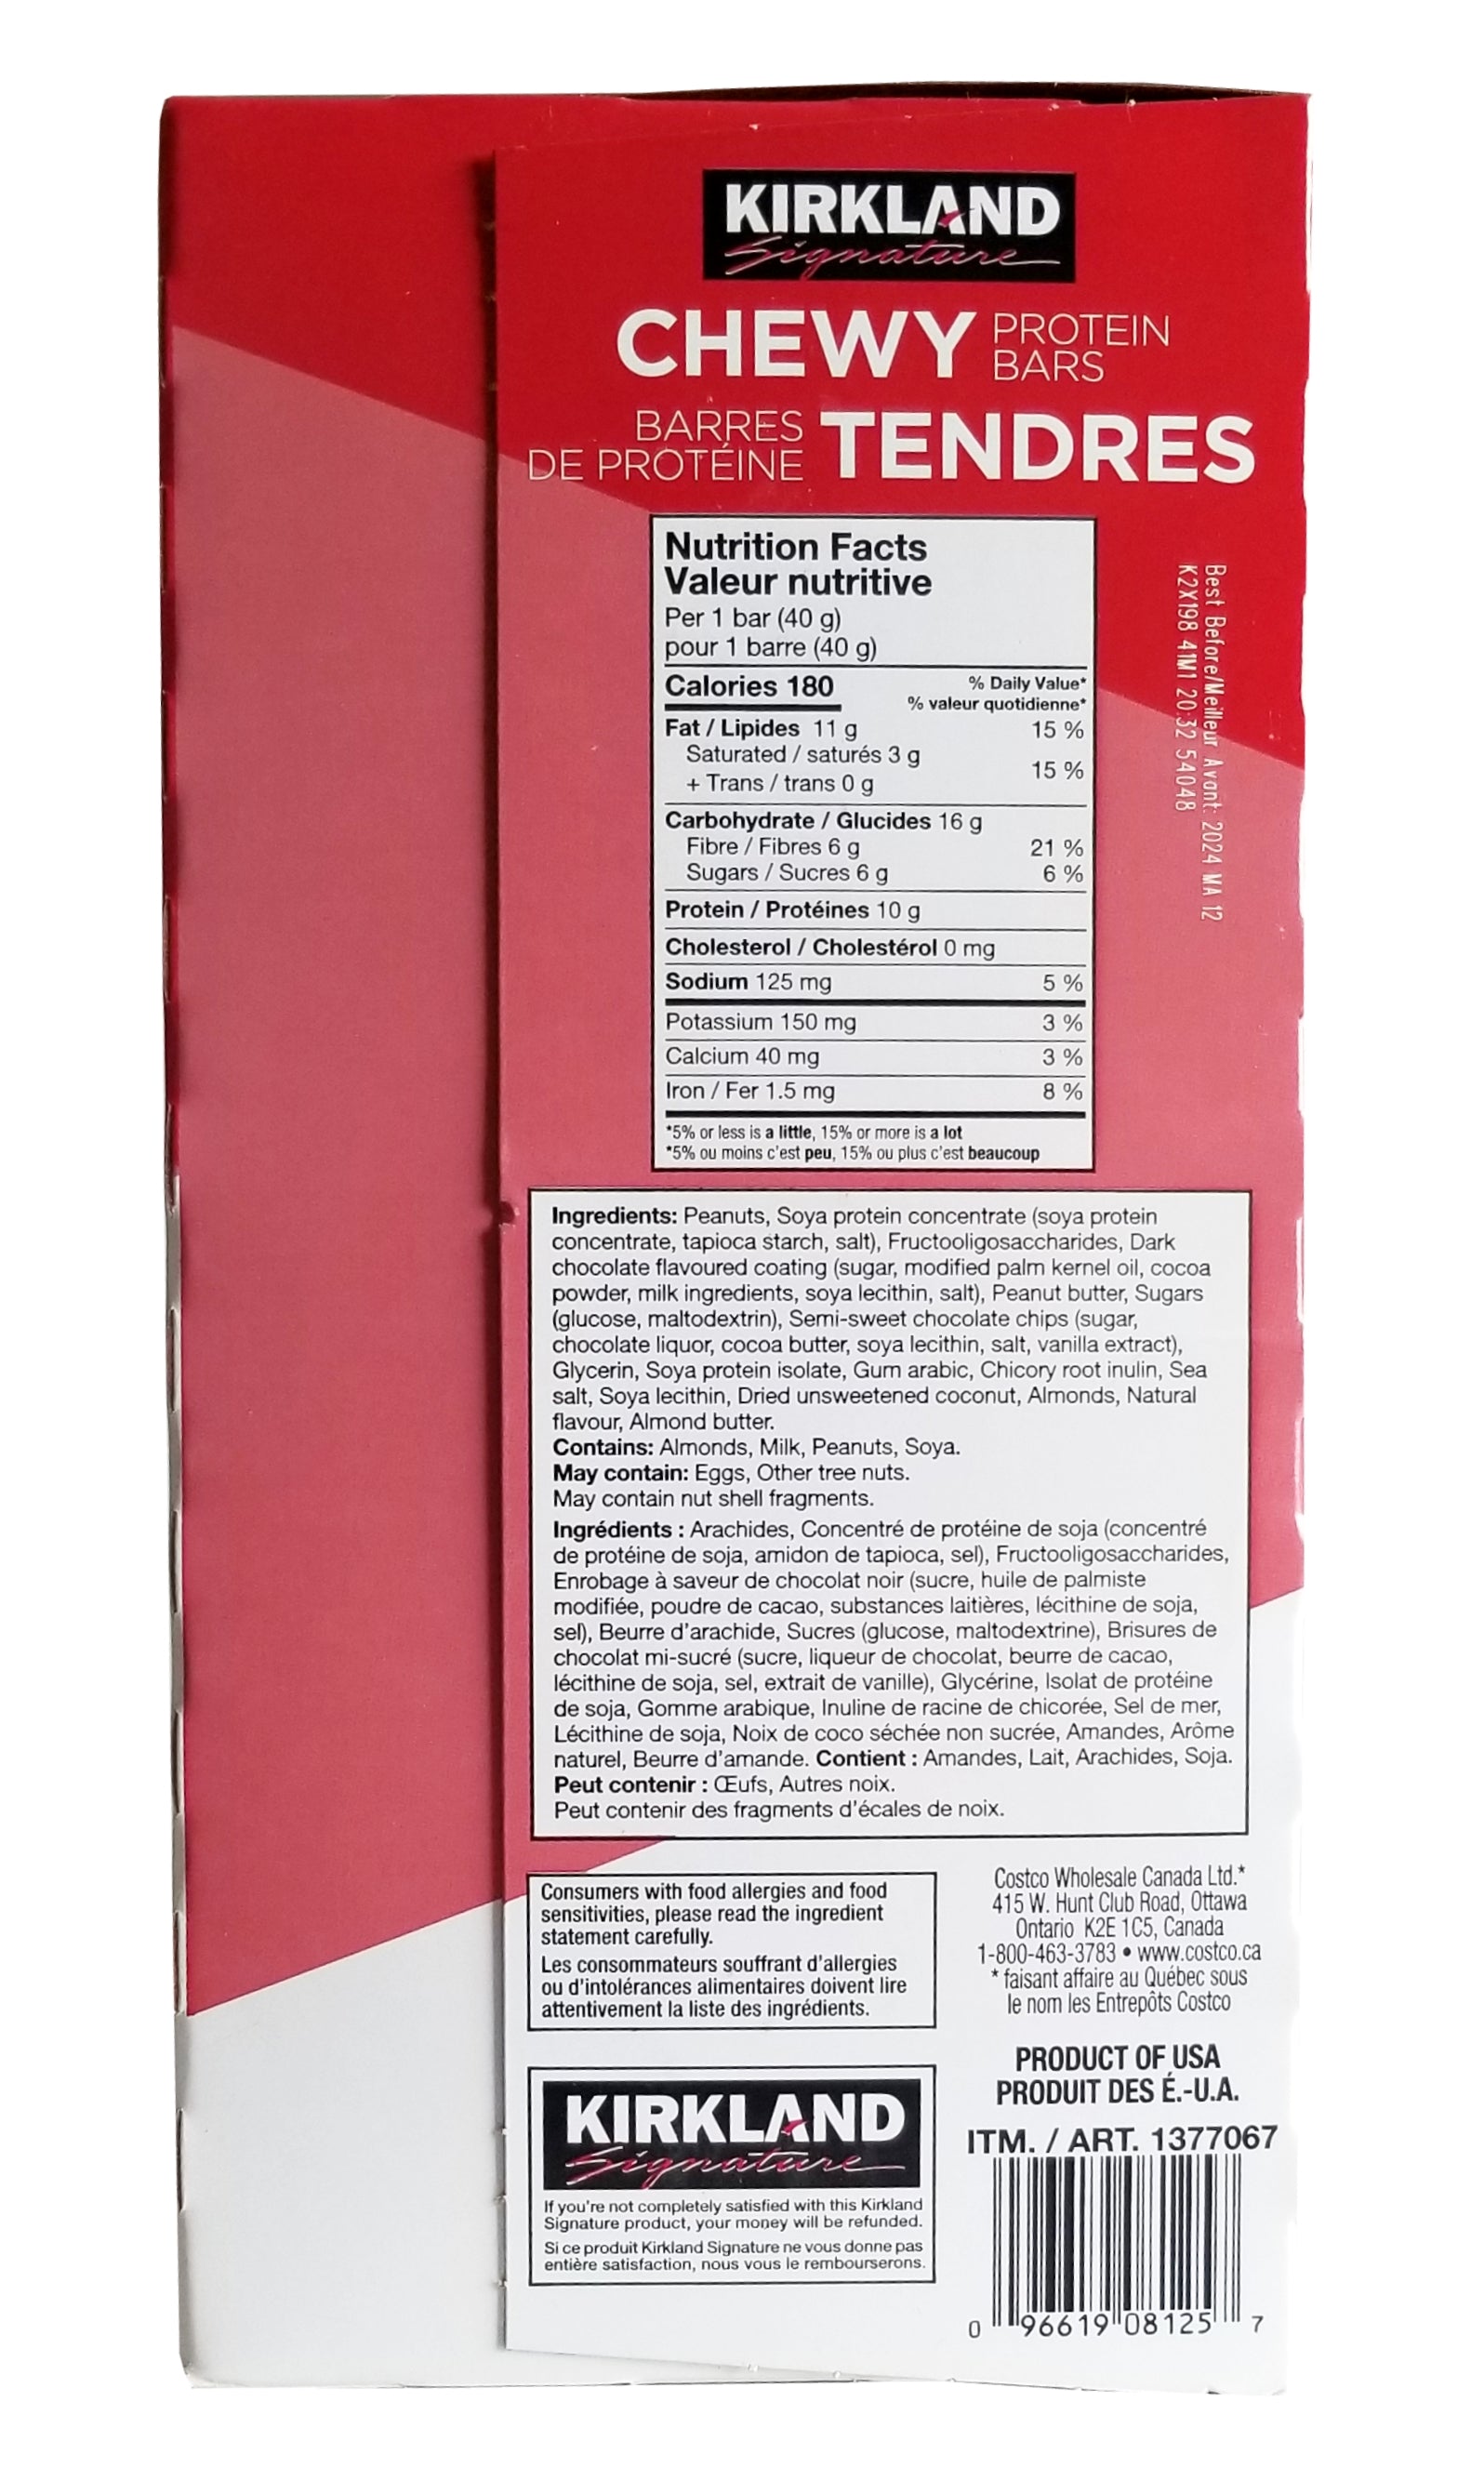 KIRKLAND
Signature
CHEWY PROTEIN
BARS
BARRES
DE PROTÉINE TENDRES
Nutrition Facts
Valeur nutritive
Per 1 bar (40 g)
pour 1 barre (40 g)
Calories 180 % Daily Value*
% valeur quotidienne*
Fat / Lipides 11 g 15 %
Saturated / saturés 3 g
+ Trans / trans 0 g 15 %
Carbohydrate / Glucides 16 g
Fibre / Fibres 6 g 21 %
Sugars / Sucres 6 g 6 %
Protein / Protéines 10 g
Cholesterol / Cholestérol 0 mg
Sodium 125 mg 5 %
Potassium 150 mg 3 %
Calcium 40 mg 3 %
Iron / Fer 1.5 mg 8 %
*5% or less is a little, 15% or more is a lot
*5% ou moins c'est peu, 15% ou plus c'est beaucoup
Best Before/Meilleur Avant: 2024 MA 12
K2X198 41M1 20:32 54048
Ingredients: Peanuts, Soya protein concentrate (soya protein
concentrate, tapioca starch, salt), Fructooligosaccharides, Dark
chocolate flavoured coating (sugar, modified palm kernel oil, cocoa
powder, milk ingredients, soya lecithin, salt), Peanut butter, Sugars
(glucose, maltodextrin), Semi-sweet chocolate chips (sugar,
chocolate liquor, cocoa butter, soya lecithin, salt, vanilla extract),
Glycerin, Soya protein isolate, Gum arabic, Chicory root inulin, Sea
salt, Soya lecithin, Dried unsweetened coconut, Almonds, Natural
flavour, Almond butter.
Contains: Almonds, Milk, Peanuts, Soya.
May contain: Eggs, Other tree nuts.
May contain nut shell fragments.
Ingrédients : Arachides, Concentré de protéine de soja (concentré
de protéine de soja, amidon de tapioca, sel), Fructooligosaccharides,
Enrobage à saveur de chocolat noir (sucre, huile de palmiste
modifiée, poudre de cacao, substances laitières, lécithine de soja,
sel), Beurre d'arachide, Sucres (glucose, maltodextrine), Brisures de
chocolat mi-sucré (sucre, liqueur de chocolat, beurre de cacao,
lécithine de soja, sel, extrait de vanille), Glycérine, Isolat de protéine
de soja, Gomme arabique, Inuline de racine de chicorée, Sel de mer,
Lécithine de soja, Noix de coco séchée non sucrée, Amandes, Arôme
naturel, Beurre d'amande. Contient : Amandes, Lait, Arachides, Soja.
Peut contenir : Œufs, Autres noix.
Peut contenir des fragments d'écales de noix.
Consumers with food allergies and food
sensitivities, please read the ingredient
statement carefully.
Les consommateurs souffrant d'allergies
ou d'intolérances alimentaires doivent lire
attentivement la liste des ingrédients.
Costco Wholesale Canada Ltd.*
415 W. Hunt Club Road, Ottawa
Ontario K2E 1C5, Canada
1-800-463-3783 • www.costco.ca
* faisant affaire au Québec sous
le nom les Entrepôts Costco
PRODUCT OF USA
PRODUIT DES É.-U.A.
ITM. / ART. 1377067
0 96619 08125 7
KIRKLAND
Signature
If you're not completely satisfied with this Kirkland
Signature product, your money will be refunded.
Si ce produit Kirkland Signature ne vous donne pas
entière satisfaction, nous vous le rembourserons.